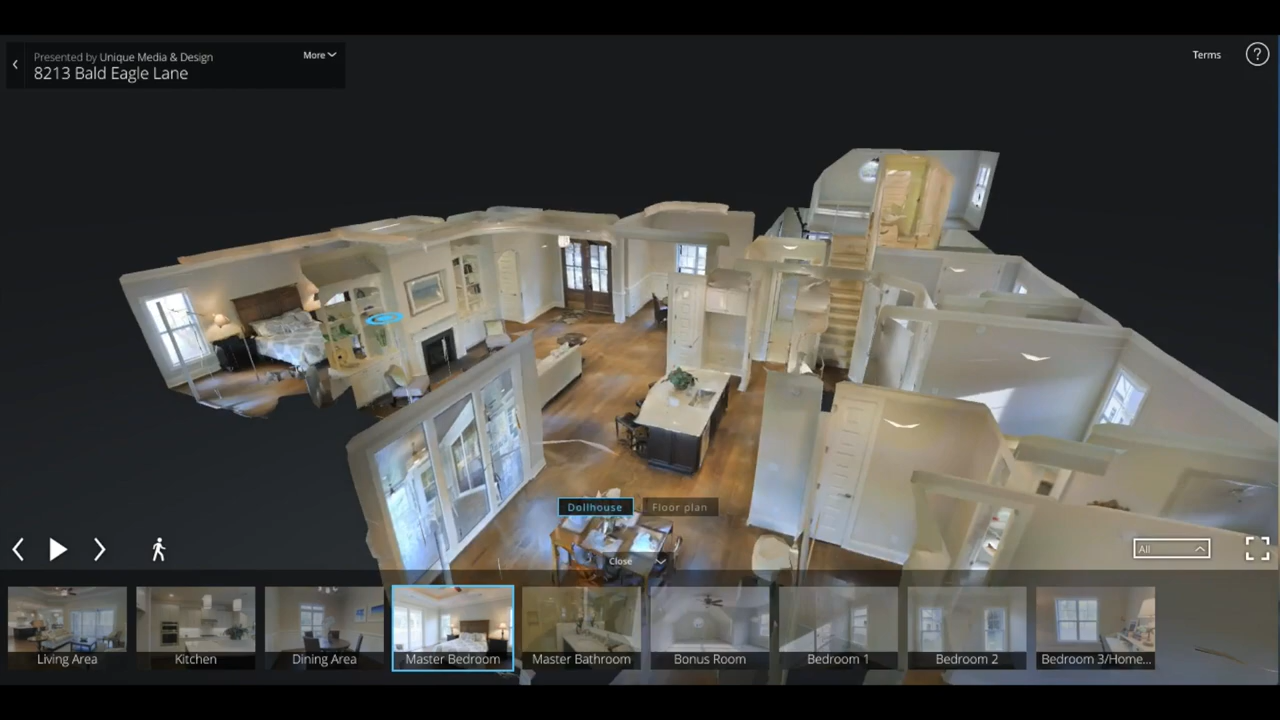 Presented by Unique Media & Design
More
8213 Bald Eagle Lane
Terms
?
Dollhouse
Floor plan
All
Close
Living Area
Kitchen
Dining Area
Master Bedroom
Master Bathroom
Bonus Room
Bedroom 1
Bedroom 2
Bedroom 3/Home...